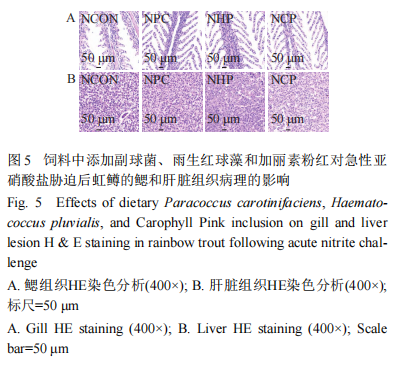 A NCON NPC NHP NCP
50 μm 50 μm 50 μm 50 μm
B NCON NPC NHP NCP
50 μm 50 μm 50 μm 50 μm
图5 饲料中添加副球菌、雨生红球藻和加丽素粉红对急性亚
硝酸盐胁迫后虹鳟的鳃和肝脏组织病理的影响
Fig. 5 Effects of dietary Paracoccus carotinifaciens, Haemato-
coccus pluvialis, and Carophyll Pink inclusion on gill and liver
lesion H & E staining in rainbow trout following acute nitrite chal-
lenge
A. 鳃组织HE染色分析(400×); B. 肝脏组织HE染色分析(400×);
标尺=50 μm
A. Gill HE staining (400×); B. Liver HE staining (400×); Scale
bar=50 μm